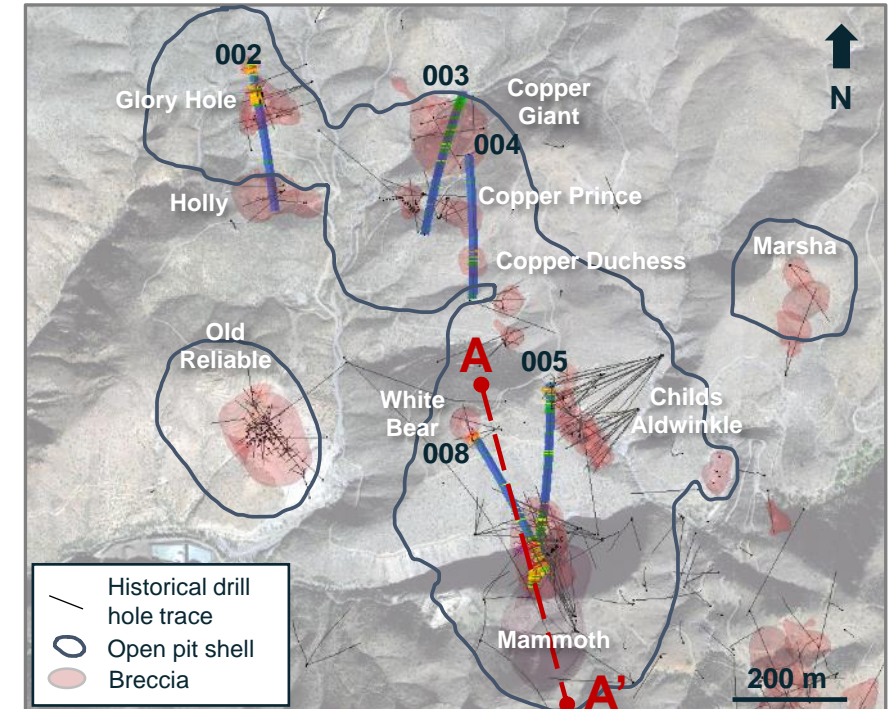 002
003
Copper
Giant
N
Glory Hole
004
Holly
Copper Prince
Copper Duchess
Marsha
Old
Reliable
A
005
White
Bear
Childs
Aldwinkle
008
Mammoth
A'
200 m
Historical drill
hole trace
Open pit shell
Breccia